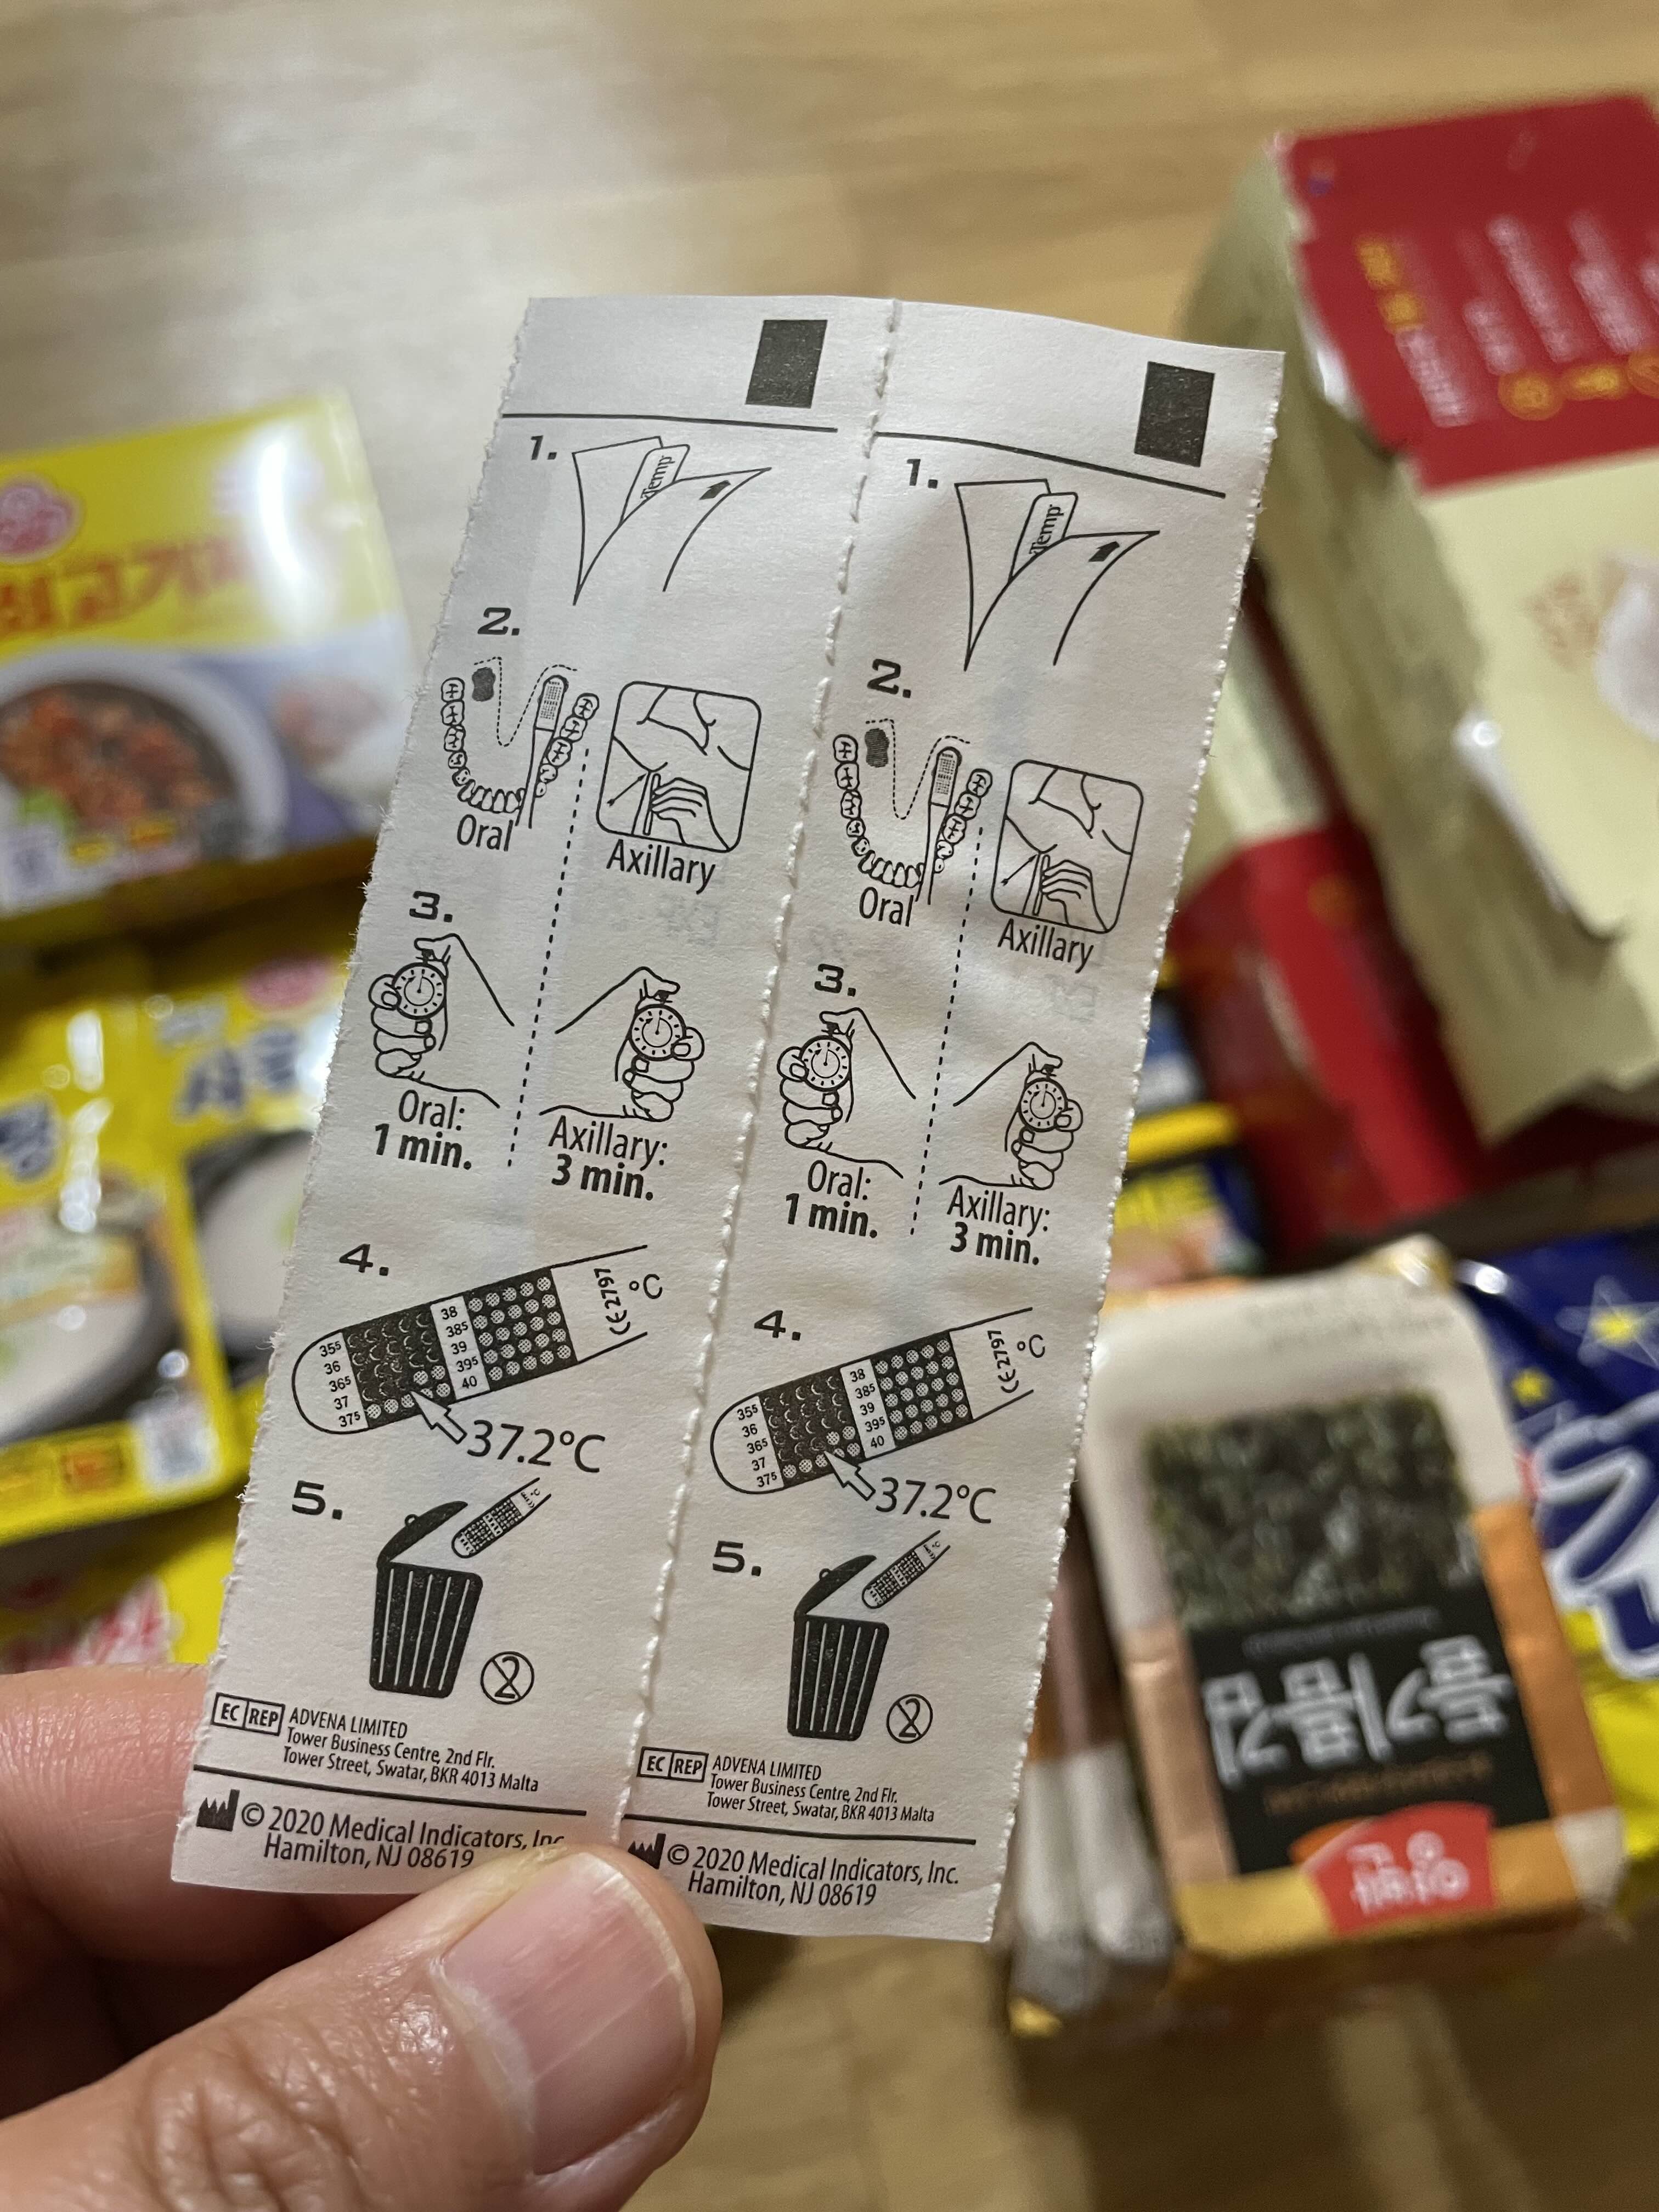 1.
Temp
2.
Oral
Axillary
3.
Oral:
1 min.
Axillary:
3 min.
4.
35⁵
36
36⁵
37
37⁵
38
38⁵
39
39⁵
40
CE 2797
°C
37.2°C
5.
2
EC REP ADVENA LIMITED
Tower Business Centre, 2nd Flr.
Tower Street, Swatar, BKR 4013 Malta
© 2020 Medical Indicators, Inc.
Hamilton, NJ 08619
1.
Temp
2.
Oral
Axillary
3.
Oral:
1 min.
Axillary:
3 min.
4.
35⁵
36
36⁵
37
37⁵
38
38⁵
39
39⁵
40
CE 2797
°C
37.2°C
5.
2
EC REP ADVENA LIMITED
Tower Business Centre, 2nd Flr.
Tower Street, Swatar, BKR 4013 Malta
© 2020 Medical Indicators, Inc.
Hamilton, NJ 08619